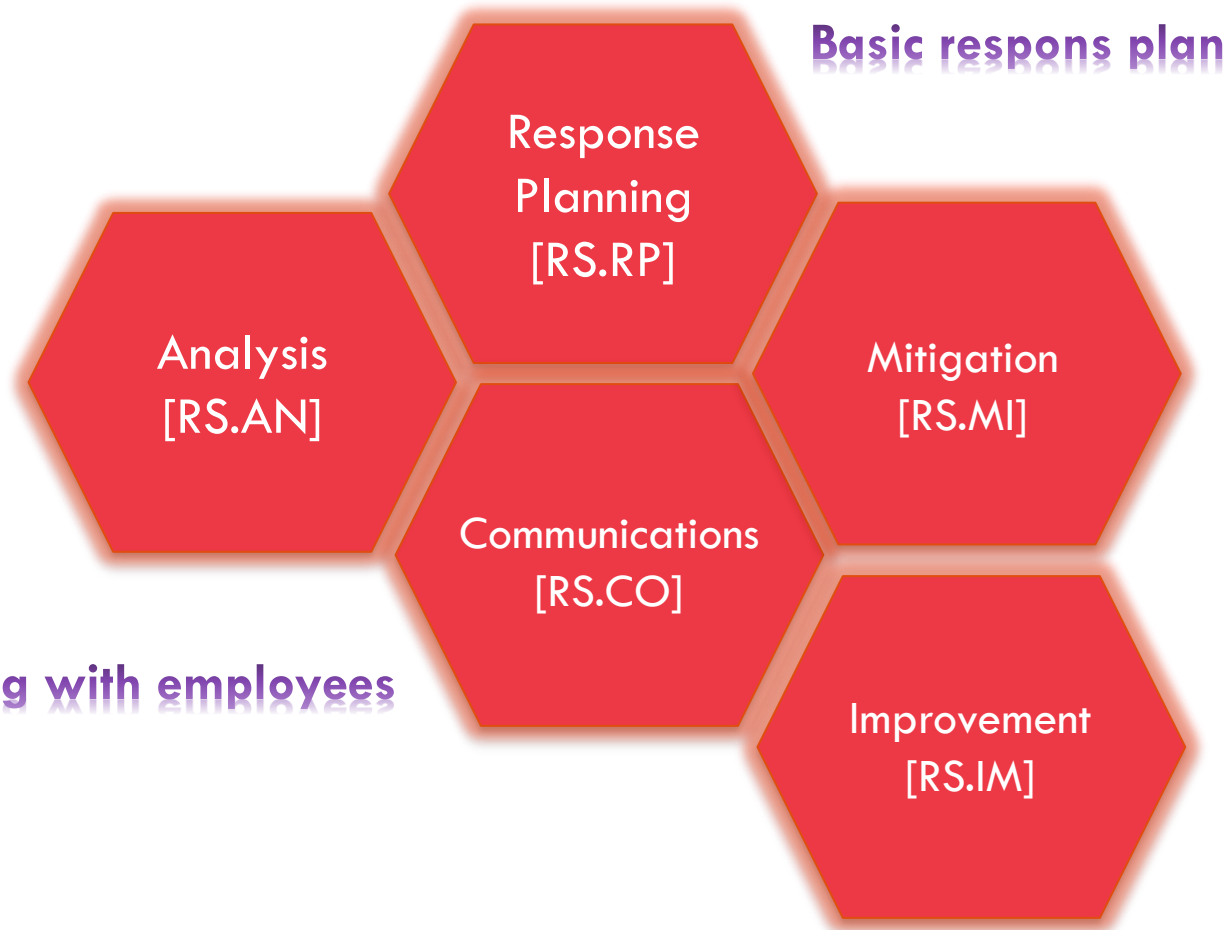 Basic respons plan
Response
Planning
[RS.RP]
Analysis
[RS.AN]
Mitigation
[RS.MI]
Communications
[RS.CO]
g with employees
Improvement
[RS.IM]